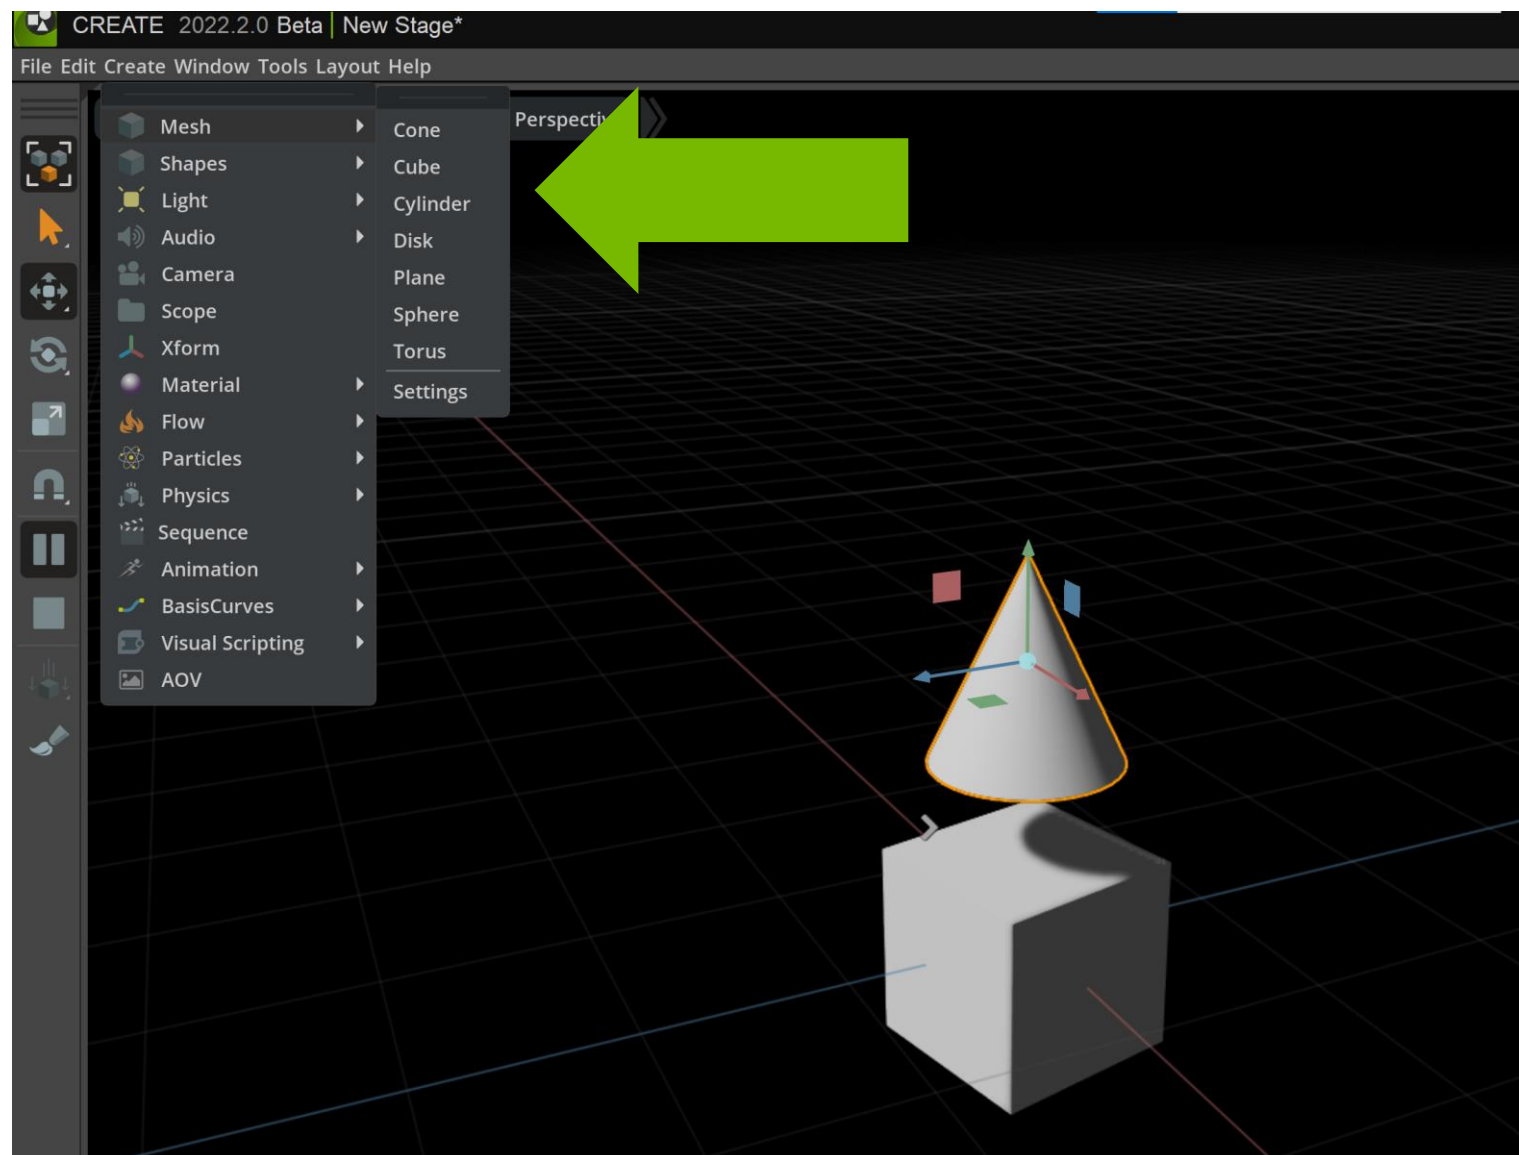 CREATE 2022.2.0 Beta New Stage*
File Edit Create Window Tools Layout Help
Mesh
Shapes
Light
Audio
Camera
Scope
Xform
Material
Flow
Particles
Physics
Sequence
Animation
BasisCurves
Visual Scripting
AOV
Cone
Cube
Cylinder
Disk
Plane
Sphere
Torus
Settings